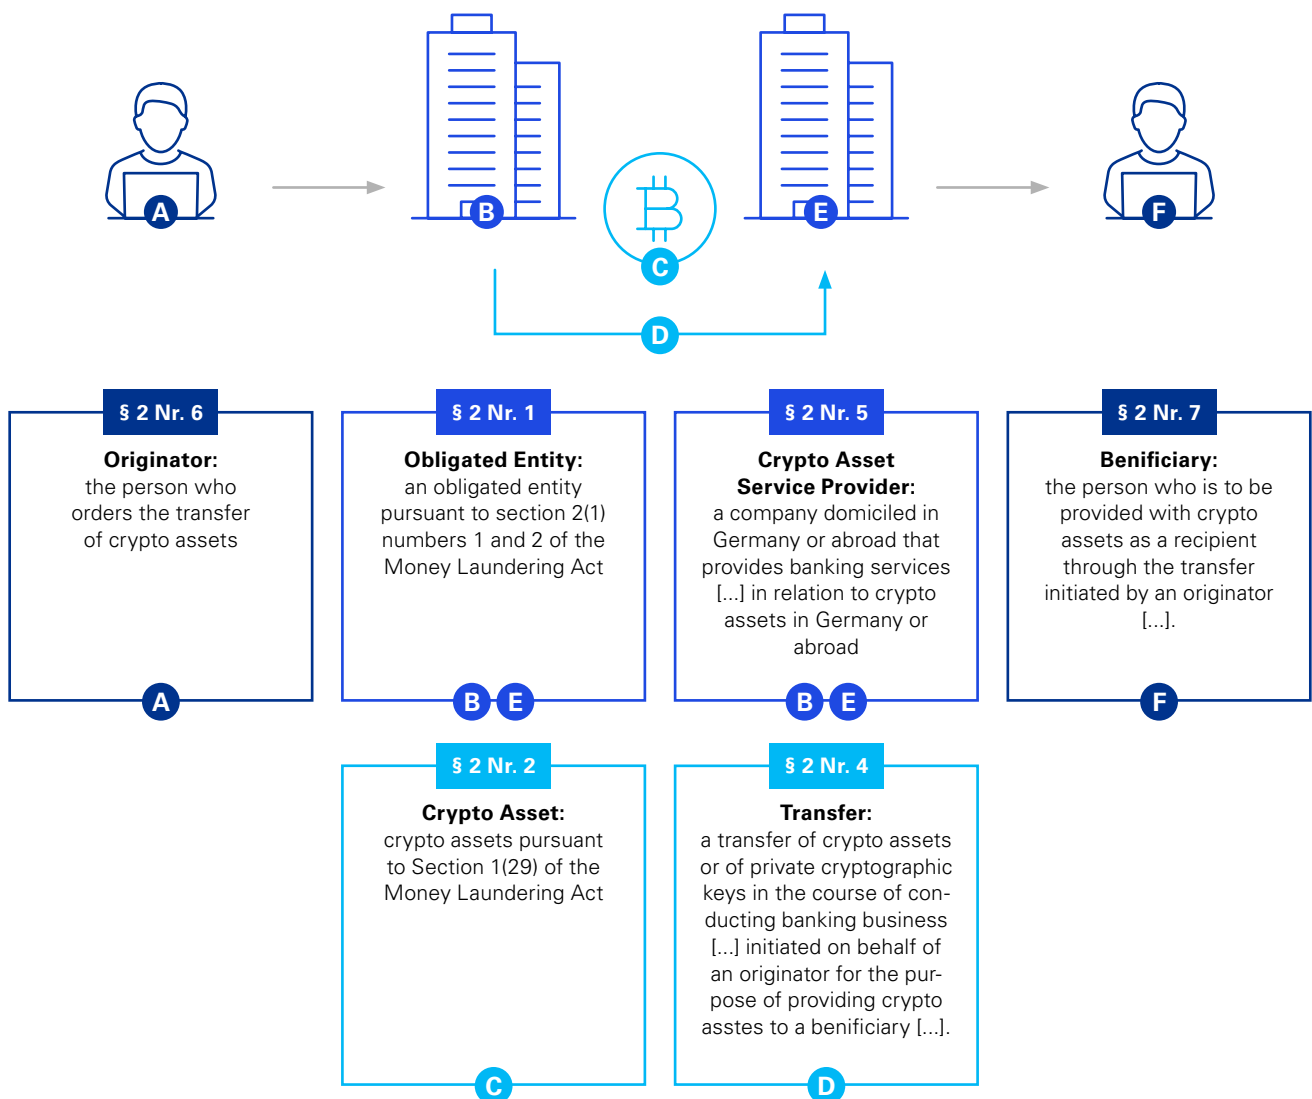 A
B
C
D
E
F
§ 2 Nr. 6
Originator:
the person who
orders the transfer
of crypto assets
A
§ 2 Nr. 1
Obligated Entity:
an obligated entity
pursuant to section 2(1)
numbers 1 and 2 of the
Money Laundering Act
B E
§ 2 Nr. 5
Crypto Asset
Service Provider:
a company domiciled in
Germany or abroad that
provides banking services
[...] in relation to crypto
assets in Germany or
abroad
B E
§ 2 Nr. 7
Benificiary:
the person who is to be
provided with crypto
assets as a recipient
through the transfer
initiated by an originator
[...].
F
§ 2 Nr. 2
Crypto Asset:
crypto assets pursuant
to Section 1(29) of the
Money Laundering Act
C
§ 2 Nr. 4
Transfer:
a transfer of crypto assets
or of private cryptographic
keys in the course of con-
ducting banking business
[...] initiated on behalf of
an originator for the pur-
pose of providing crypto
asstes to a benificiary [...].
D